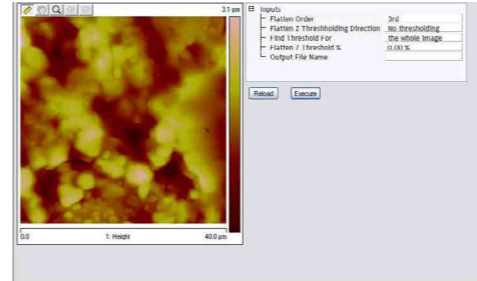 3.1 µm
Inputs
Flatten Order 3rd
Flatten Z Threshholding Direction No thresholding
Find Threshold For the whole image
Flatten Z Threshold % 0.00 %
Output File Name
Reload Execute
0.0 1: Height 40.0 µm